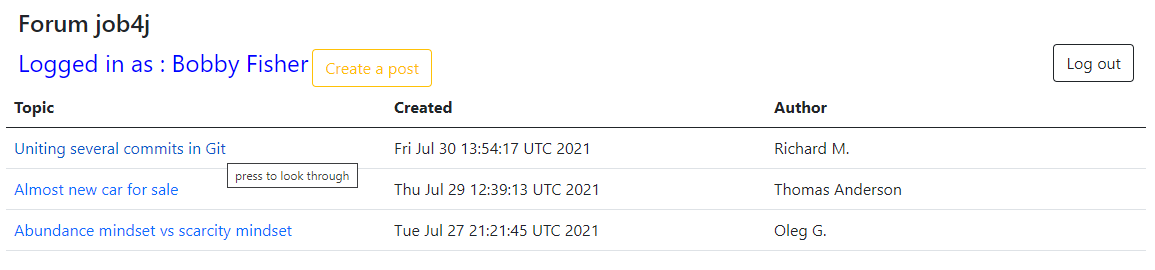 Forum job4j
Logged in as : Bobby Fisher Create a post Log out
Topic Created Author
Uniting several commits in Git Fri Jul 30 13:54:17 UTC 2021 Richard M.
press to look through
Almost new car for sale Thu Jul 29 12:39:13 UTC 2021 Thomas Anderson
Abundance mindset vs scarcity mindset Tue Jul 27 21:21:45 UTC 2021 Oleg G.